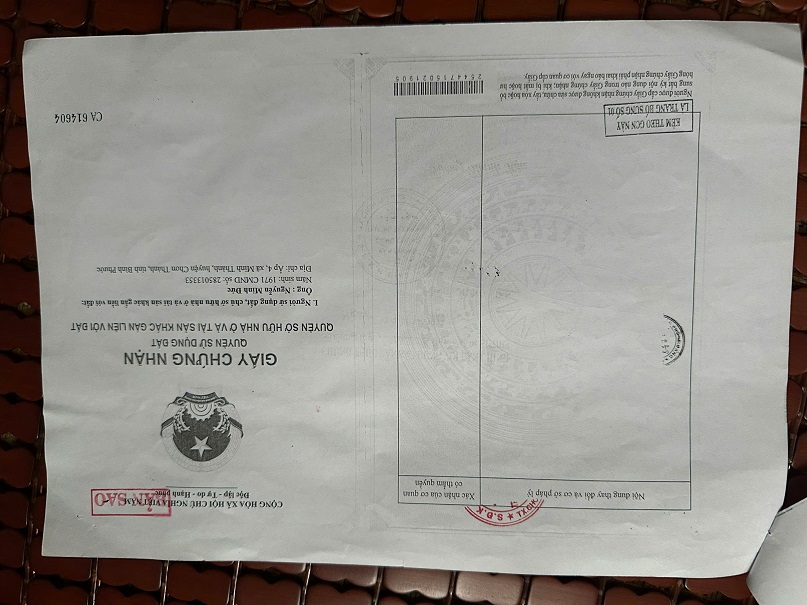 CỘNG HÒA XÃ HỘI CHỦ NGHĨA VIỆT NAM
Độc lập - Tự do - Hạnh phúc
BẢN SAO
GIẤY CHỨNG NHẬN
QUYỀN SỬ DỤNG ĐẤT
QUYỀN SỞ HỮU NHÀ Ở VÀ TÀI SẢN KHÁC GẮN LIỀN VỚI ĐẤT
I. Người sử dụng đất, chủ sở hữu nhà ở và tài sản khác gắn liền với đất:
Ông : Nguyễn Minh Đức
Năm sinh: 1971 CMND số: 285013353
Địa chỉ: Ấp 4, xã Minh Thành, huyện Chơn Thành, tỉnh Bình Phước
CA 614604
Nội dung thay đổi và cơ sở pháp lý
Xác nhận của cơ quan
có thẩm quyền
S.Đ.K
KÈM THEO GCN NÀY
LÀ TRANG BỔ SUNG SỐ 01
Người được cấp Giấy chứng nhận không được sửa chữa, tẩy xóa hoặc bổ
sung bất kỳ nội dung nào trong Giấy chứng nhận; khi bị mất hoặc hư
hỏng Giấy chứng nhận phải khai báo ngay với cơ quan cấp Giấy